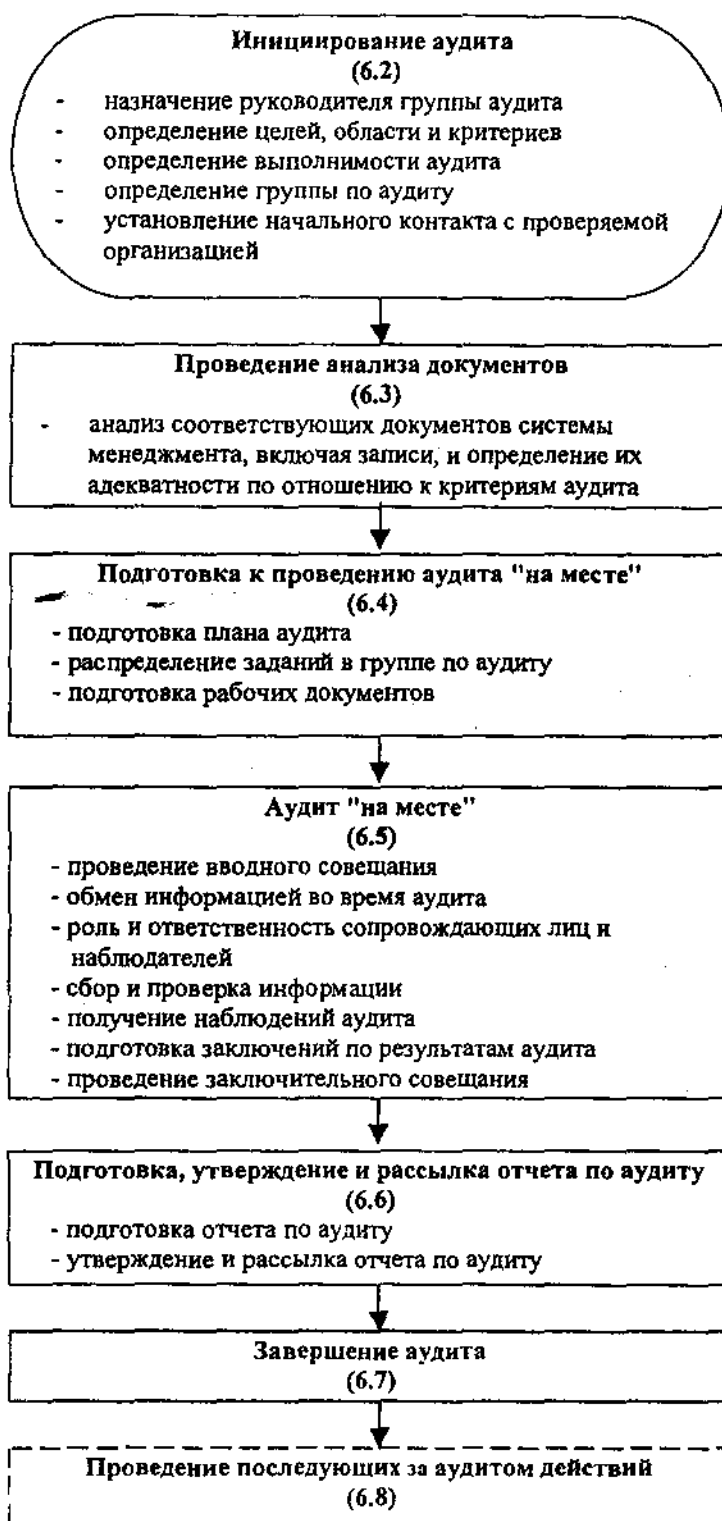 Инициирование аудита
(6.2)
- назначение руководителя группы аудита
- определение целей, области и критериев
- определение выполнимости аудита
- определение группы по аудиту
- установление начального контакта с проверяемой
организацией
Проведение анализа документов
(6.3)
- анализ соответствующих документов системы
менеджмента, включая записи, и определение их
адекватности по отношению к критериям аудита
Подготовка к проведению аудита "на месте"
(6.4)
- подготовка плана аудита
- распределение заданий в группе по аудиту
- подготовка рабочих документов
Аудит "на месте"
(6.5)
- проведение вводного совещания
- обмен информацией во время аудита
- роль и ответственность сопровождающих лиц и
наблюдателей
- сбор и проверка информации
- получение наблюдений аудита
- подготовка заключений по результатам аудита
- проведение заключительного совещания
Подготовка, утверждение и рассылка отчета по аудиту
(6.6)
- подготовка отчета по аудиту
- утверждение и рассылка отчета по аудиту
Завершение аудита
(6.7)
Проведение последующих за аудитом действий
(6.8)